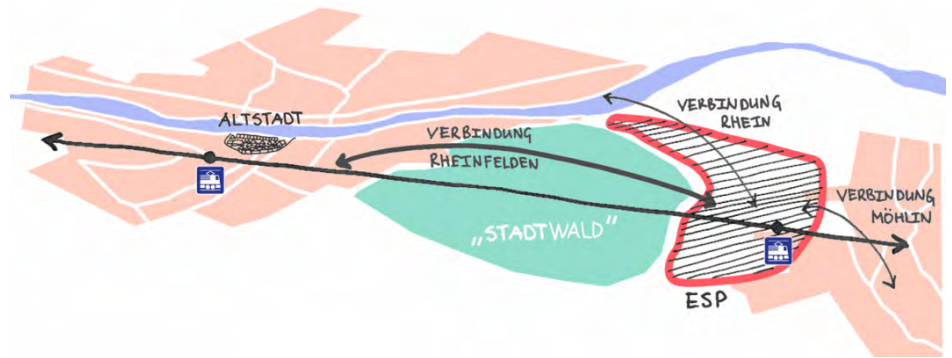 ALTSTADT
VERBINDUNG
RHEINFELDEN
VERBINDUNG
RHEIN
VERBINDUNG
MÖHLIN
„STADTWALD"
ESP